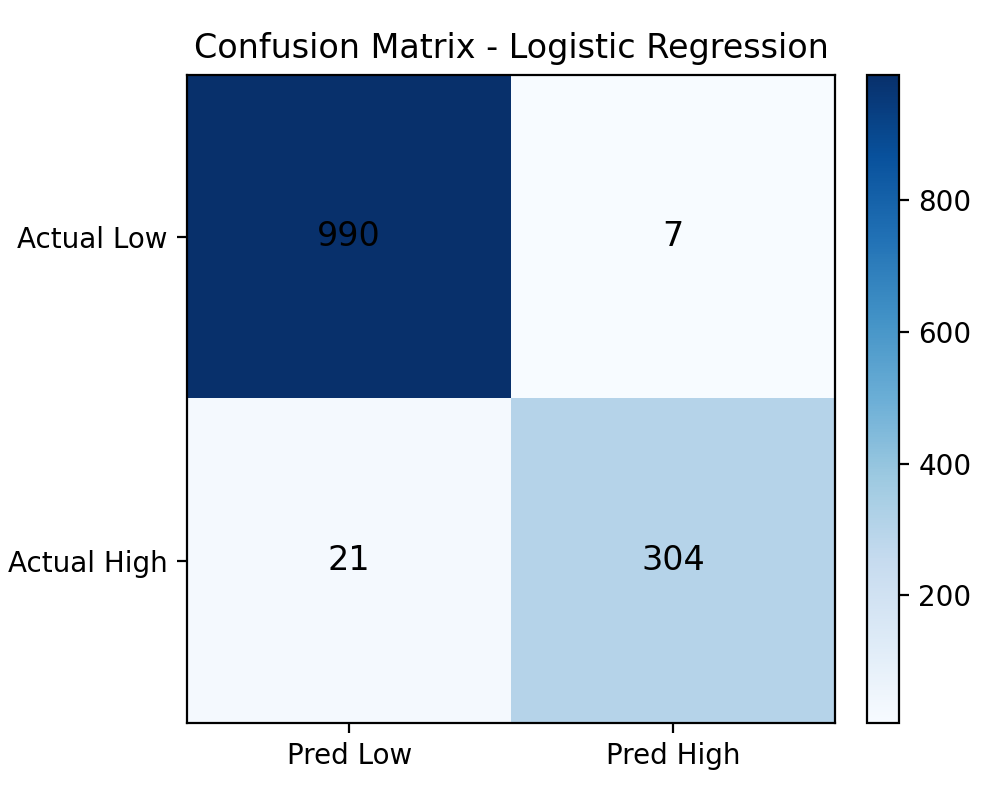 Confusion Matrix - Logistic Regression
Actual Low
990
7
Actual High
21
304
Pred Low
Pred High
800
600
400
200